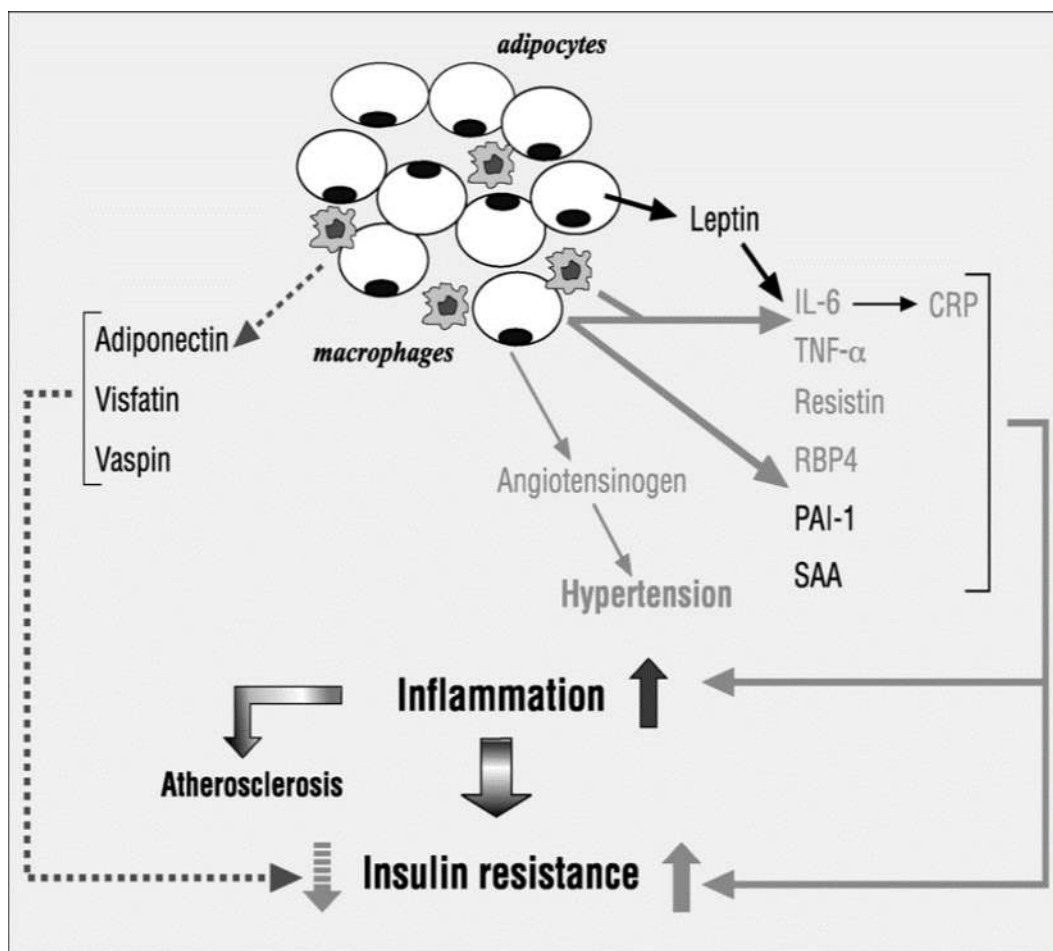 adipocytes
Leptin
IL-6
CRP
TNF-α
Resistin
RBP4
PAI-1
SAA
macrophages
Adiponectin
Visfatin
Vaspin
Angiotensinogen
Hypertension
Inflammation
Atherosclerosis
Insulin resistance